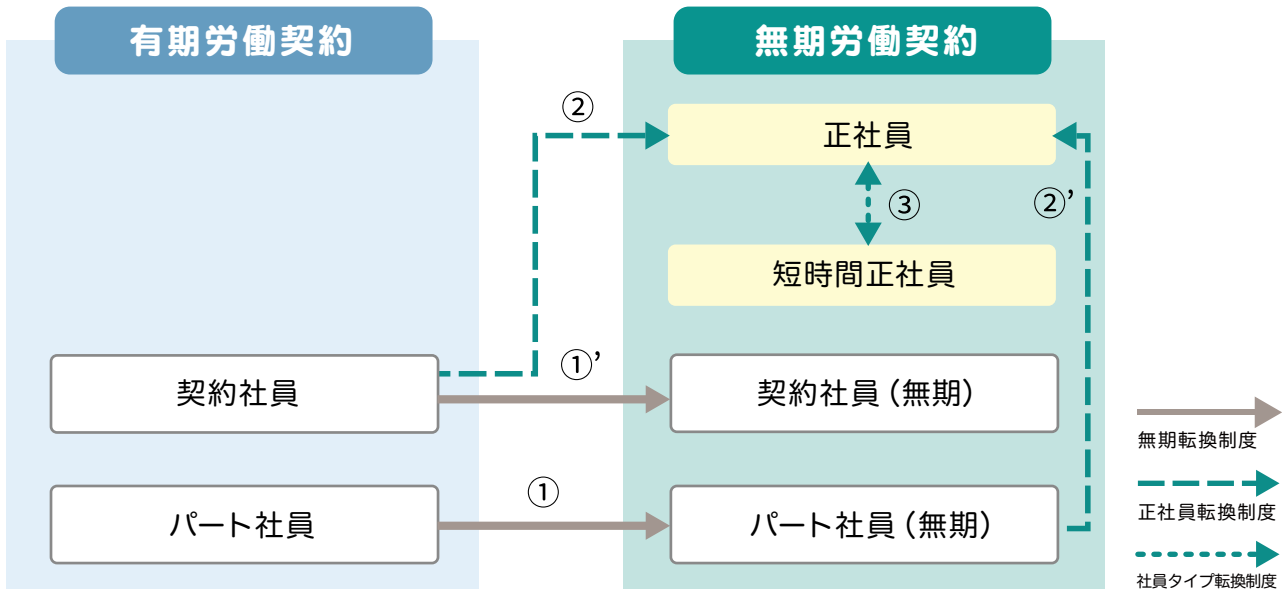 有期労働契約
無期労働契約
②
正社員
③
②’
短時間正社員
①’
契約社員
契約社員（無期）
無期転換制度
①
パート社員
パート社員（無期）
正社員転換制度
社員タイプ転換制度